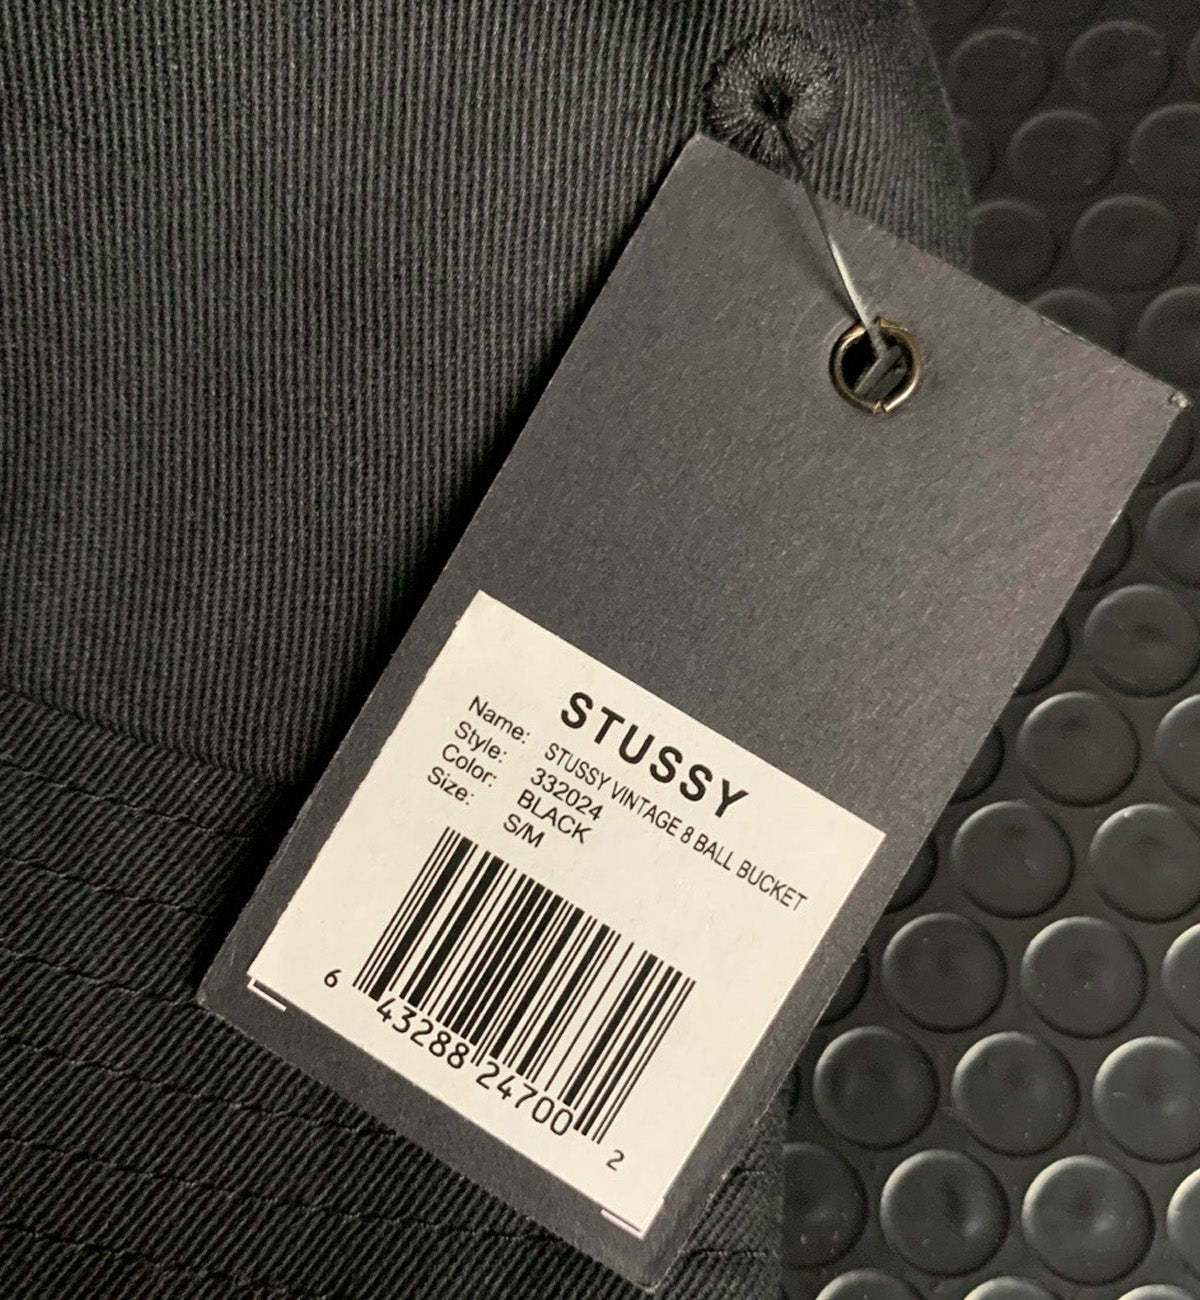 STUSSY
Name: STUSSY VINTAGE 8 BALL BUCKET
Style: 332024
Color: BLACK
Size: S/M
6 43288 24700 2